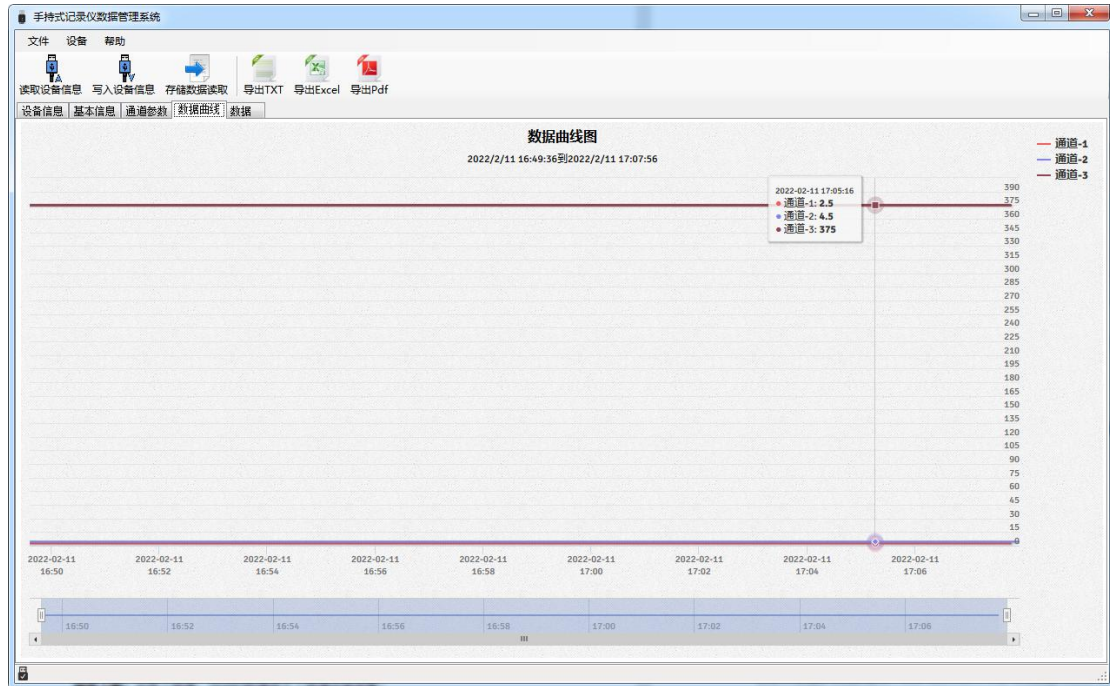 手持式记录仪数据管理系统
文件 设备 帮助
读取设备信息 写入设备信息 存储数据读取 导出TXT 导出Excel 导出Pdf
设备信息 基本信息 通道参数 数据曲线 数据
数据曲线图
2022/2/11 16:49:36到2022/2/11 17:07:56
通道-1
通道-2
通道-3
2022-02-11 17:05:16
通道-1: 2.5
通道-2: 4.5
通道-3: 375
390
375
360
345
330
315
300
285
270
255
240
225
210
195
180
165
150
135
120
105
90
75
60
45
30
15
0
2022-02-11 2022-02-11 2022-02-11 2022-02-11 2022-02-11 2022-02-11 2022-02-11 2022-02-11 2022-02-11
16:50 16:52 16:54 16:56 16:58 17:00 17:02 17:04 17:06
16:50 16:52 16:54 16:56 16:58 17:00 17:02 17:04 17:06